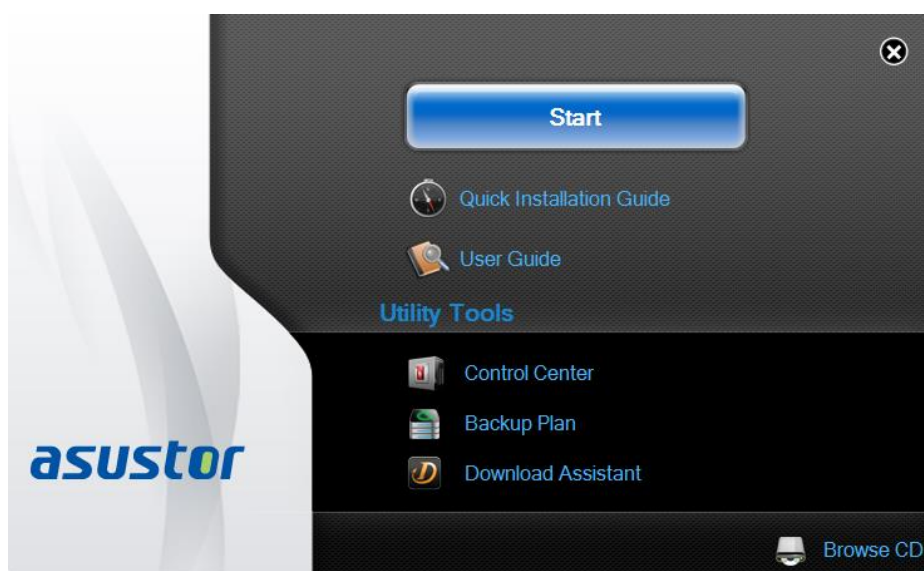 Start
Quick Installation Guide
User Guide
Utility Tools
Control Center
Backup Plan
Download Assistant
asustor
Browse CD